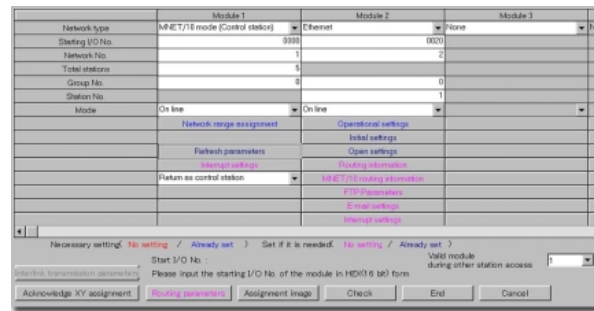 Module 1 Module 2 Module 3
Network type MNET/10 mode (Control station) Ethernet None
Starting I/O No. 0000 0020
Network No. 1 2
Total stations 5
Group No. 0 0
Station No. 1
Mode On line On line
Network range assignment Operational settings
Initial settings
Refresh parameters Open settings
Interrupt settings Routing information
Return as control station MNET/10 routing information
FTP Parameters
E-mail settings
Interrupt settings
Necessary setting( No setting / Already set ) Set if it is needed( No setting / Already set )
Start I/O No. : Valid module
during other station access 1
Interlink transmission parameters Please input the starting I/O No. of the module in HEX(16 bit) form
Acknowledge XY assignment Routing parameters Assignment image Check End Cancel